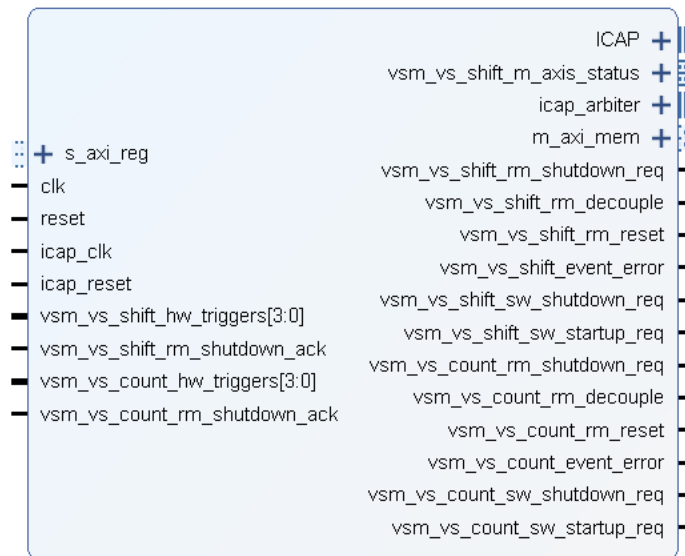 ICAP
vsm_vs_shift_m_axis_status
icap_arbiter
m_axi_mem
s_axi_reg
vsm_vs_shift_rm_shutdown_req
clk
vsm_vs_shift_rm_decouple
reset
vsm_vs_shift_rm_reset
icap_clk
vsm_vs_shift_event_error
icap_reset
vsm_vs_shift_sw_shutdown_req
vsm_vs_shift_hw_triggers[3:0]
vsm_vs_shift_sw_startup_req
vsm_vs_shift_rm_shutdown_ack
vsm_vs_count_rm_shutdown_req
vsm_vs_count_hw_triggers[3:0]
vsm_vs_count_rm_decouple
vsm_vs_count_rm_shutdown_ack
vsm_vs_count_rm_reset
vsm_vs_count_event_error
vsm_vs_count_sw_shutdown_req
vsm_vs_count_sw_startup_req